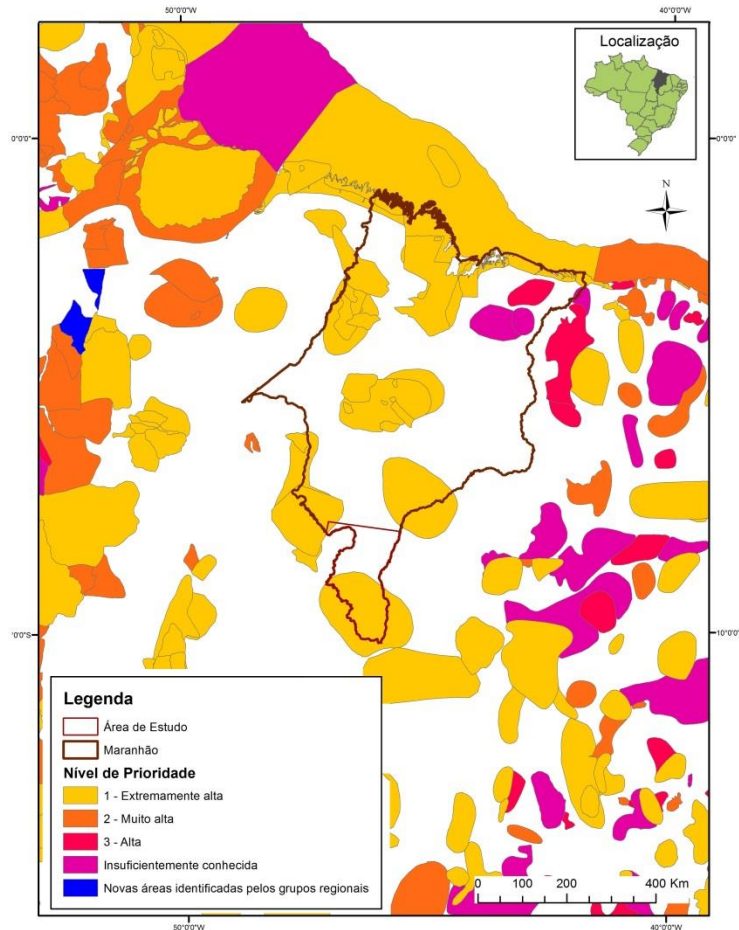 50°0'0"W
40°0'0"W
Localização
0°0'0"
0°0'0"
N
'0'0"S
10°0'0"
Legenda
Área de Estudo
Maranhão
Nível de Prioridade
1 - Extremamente alta
2 - Muito alta
3 - Alta
Insuficientemente conhecida
Novas áreas identificadas pelos grupos regionais
0 100 200 400 Km
50°0'0"W
40°0'0"W